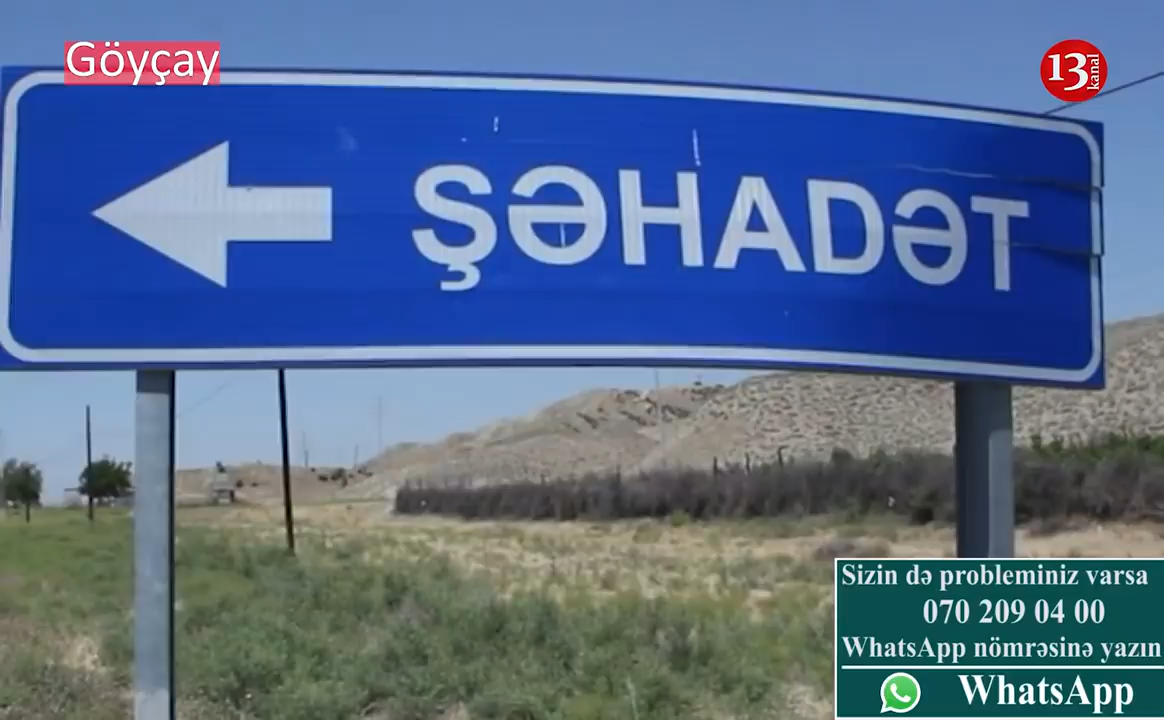 Göyçay
13 kanal
ŞƏHADƏT
Sizin də probleminiz varsa
070 209 04 00
WhatsApp nömrəsinə yazın
WhatsApp